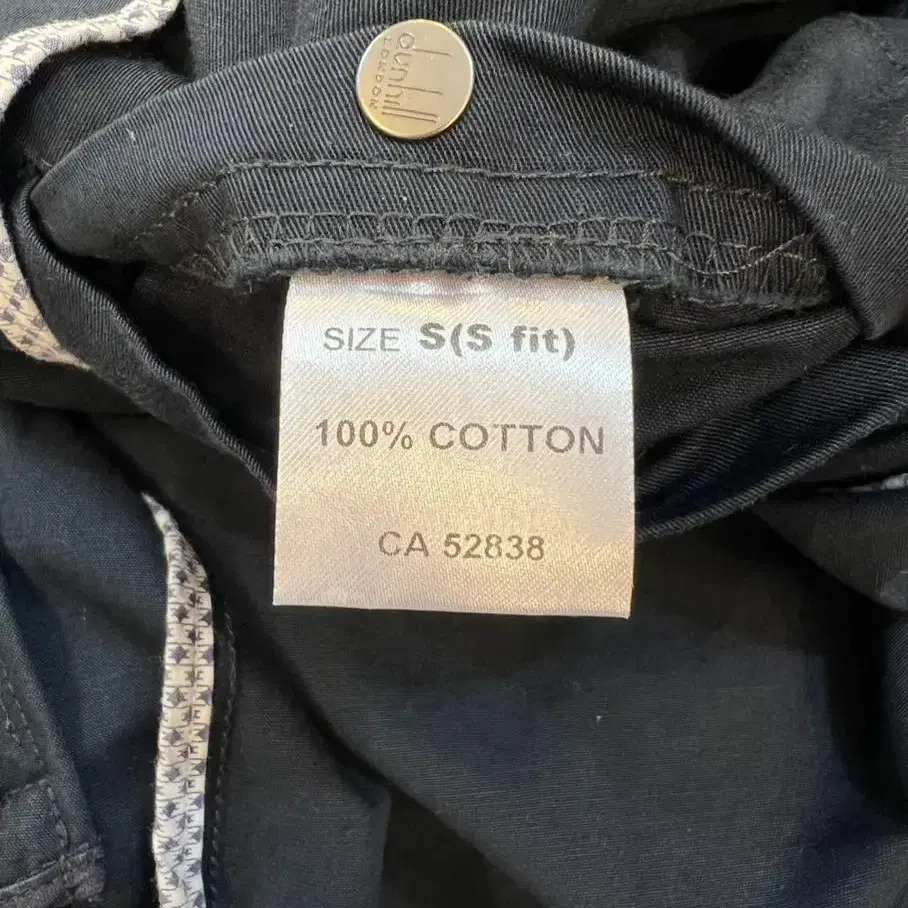 dunhill
LONDON
SIZE S(S fit)
100% COTTON
CA 52838